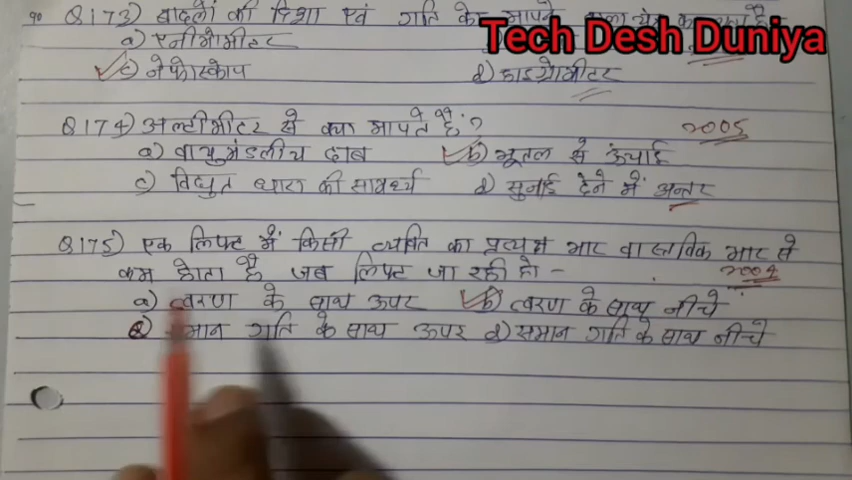 Q173) बादलों की दिशा एवं गति के मापने
Tech Desh Duniya
a) एनीमोमीटर
c) नेफोस्कोप d) हाइग्रोमीटर
Q174) अल्टीमीटर से क्या मापते हैं? 2005
a) वायुमंडलीय दाब b) भूतल से ऊंचाई
c) विद्युत धारा की सामर्थ्य d) सुनाई देने में अन्तर
Q175) एक लिफ्ट में किसी व्यक्ति का प्रत्यक्ष भार वास्तविक भार से
कम होता है जब लिफ्ट जा रही हो -
a) त्वरण के साथ ऊपर b) त्वरण के साथ नीचे
समान गति के साथ ऊपर d) समान गति के साथ नीचे